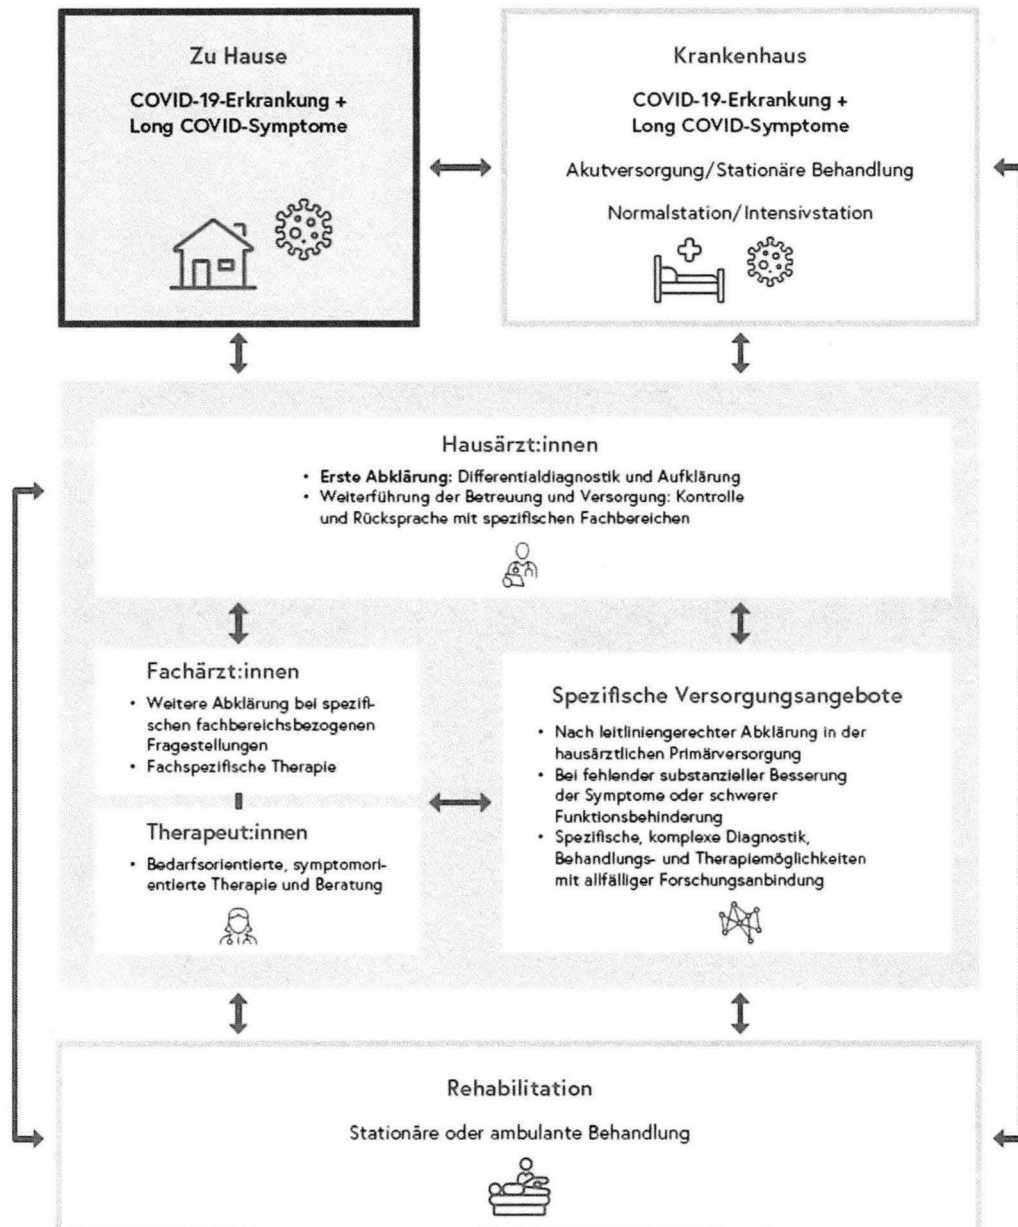 Zu Hause
COVID-19-Erkrankung +
Long COVID-Symptome
Krankenhaus
COVID-19-Erkrankung +
Long COVID-Symptome
Akutversorgung/Stationäre Behandlung
Normalstation/Intensivstation
Hausärzt:innen
• Erste Abklärung: Differentialdiagnostik und Aufklärung
• Weiterführung der Betreuung und Versorgung: Kontrolle
und Rücksprache mit spezifischen Fachbereichen
Fachärzt:innen
• Weitere Abklärung bei spezifi-
schen fachbereichsbezogenen
Fragestellungen
• Fachspezifische Therapie
Therapeut:innen
• Bedarfsorientierte, symptomori-
entierte Therapie und Beratung
Spezifische Versorgungsangebote
• Nach leitliniengerechter Abklärung in der
hausärztlichen Primärversorgung
• Bei fehlender substanzieller Besserung
der Symptome oder schwerer
Funktionsbehinderung
• Spezifische, komplexe Diagnostik,
Behandlungs- und Therapiemöglichkeiten
mit allfälliger Forschungsanbindung
Rehabilitation
Stationäre oder ambulante Behandlung